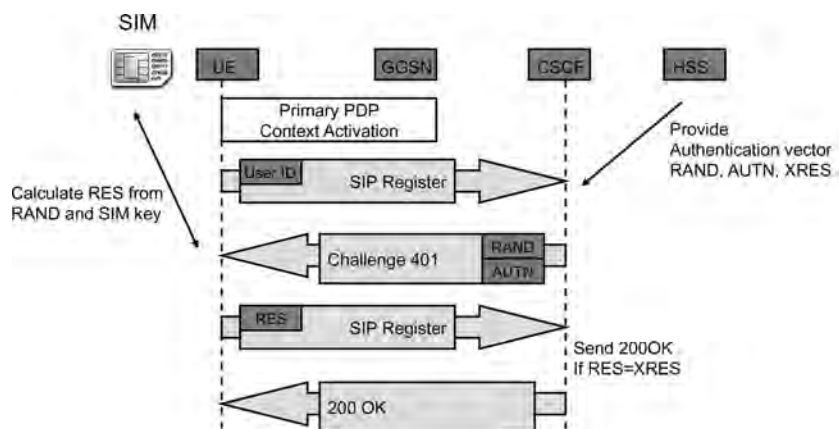 SIM
UE
GGSN
CSCF
HSS
Primary PDP
Context Activation
Provide
Authentication vector
RAND, AUTN, XRES
User ID
SIP Register
Calculate RES from
RAND and SIM key
RAND
Challenge 401
AUTN
RES
SIP Register
Send 200OK
If RES=XRES
200 OK